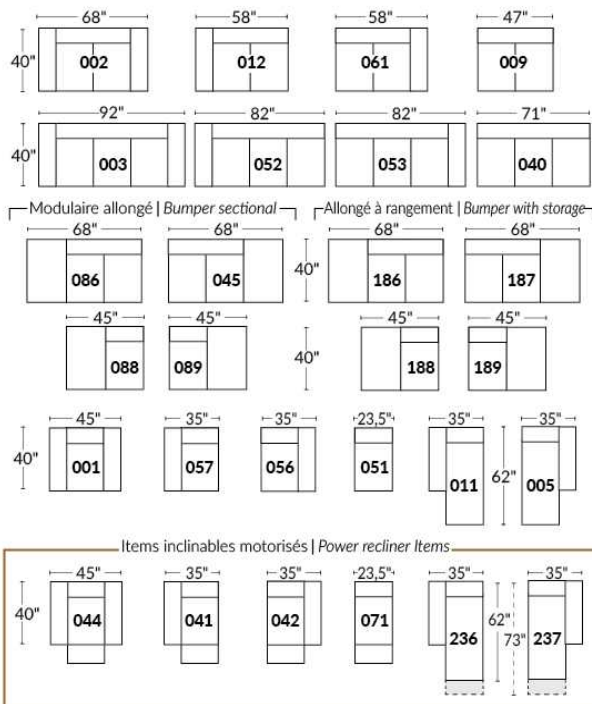 68" 58" 58" 47"
40" 002 012 061 009
92" 82" 82" 71"
40" 003 052 053 040
Modulaire allongé | Bumper sectional Allongé à rangement | Bumper with storage
68" 68" 68" 68"
086 045 40" 186 187
45" 45" 45" 45"
088 089 40" 188 189
45" 35" 35" 23,5" 35" 35"
40" 001 057 056 051 011 62" 005
Items inclinables motorisés | Power recliner Items
45" 35" 35" 23,5" 35" 35"
40" 044 041 042 071 236 62" 73" 237